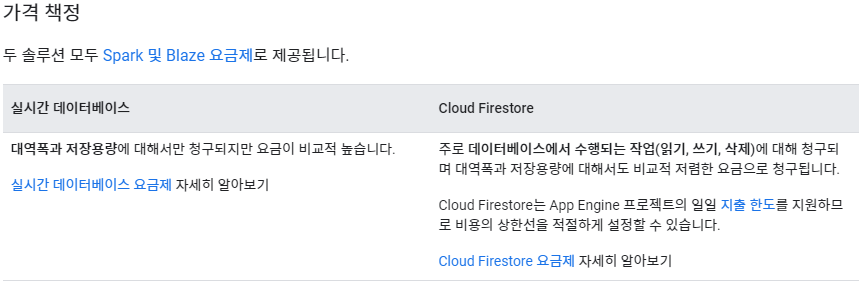 가격 책정
두 솔루션 모두 Spark 및 Blaze 요금제로 제공됩니다.
실시간 데이터베이스
Cloud Firestore
대역폭과 저장용량에 대해서만 청구되지만 요금이 비교적 높습니다.
실시간 데이터베이스 요금제 자세히 알아보기
주로 데이터베이스에서 수행되는 작업(읽기, 쓰기, 삭제)에 대해 청구되
며 대역폭과 저장용량에 대해서도 비교적 저렴한 요금으로 청구됩니다.
Cloud Firestore는 App Engine 프로젝트의 일일 지출 한도를 지원하므
로 비용의 상한선을 적절하게 설정할 수 있습니다.
Cloud Firestore 요금제 자세히 알아보기